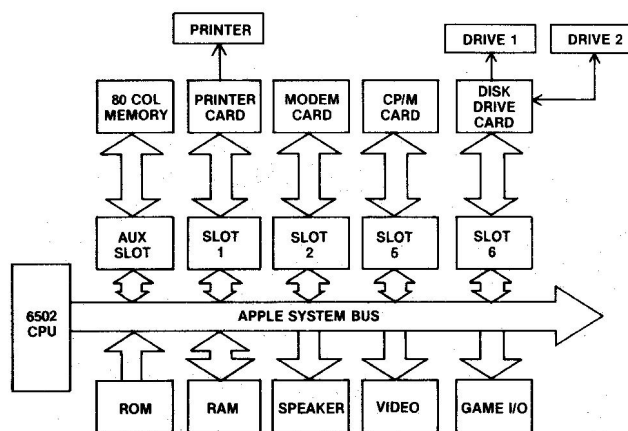 PRINTER
DRIVE 1
DRIVE 2
80 COL
MEMORY
PRINTER
CARD
MODEM
CARD
CP/M
CARD
DISK
DRIVE
CARD
AUX
SLOT
SLOT
1
SLOT
2
SLOT
5
SLOT
6
6502
CPU
APPLE SYSTEM BUS
ROM
RAM
SPEAKER
VIDEO
GAME I/O